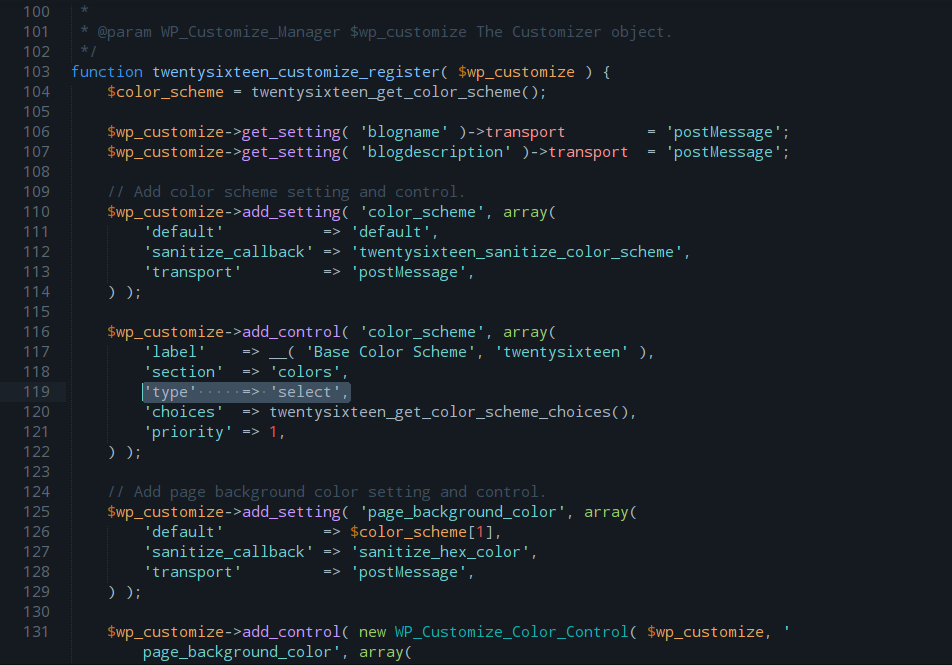 100  *
101  * @param WP_Customize_Manager $wp_customize The Customizer object.
102  */
103 function twentysixteen_customize_register( $wp_customize ) {
104     $color_scheme = twentysixteen_get_color_scheme();
105
106     $wp_customize->get_setting( 'blogname' )->transport         = 'postMessage';
107     $wp_customize->get_setting( 'blogdescription' )->transport  = 'postMessage';
108
109     // Add color scheme setting and control.
110     $wp_customize->add_setting( 'color_scheme', array(
111         'default'           => 'default',
112         'sanitize_callback' => 'twentysixteen_sanitize_color_scheme',
113         'transport'         => 'postMessage',
114     ) );
115
116     $wp_customize->add_control( 'color_scheme', array(
117         'label'    => __( 'Base Color Scheme', 'twentysixteen' ),
118         'section'  => 'colors',
119         'type'·····=>·'select',
120         'choices'  => twentysixteen_get_color_scheme_choices(),
121         'priority' => 1,
122     ) );
123
124     // Add page background color setting and control.
125     $wp_customize->add_setting( 'page_background_color', array(
126         'default'           => $color_scheme[1],
127         'sanitize_callback' => 'sanitize_hex_color',
128         'transport'         => 'postMessage',
129     ) );
130
131     $wp_customize->add_control( new WP_Customize_Color_Control( $wp_customize, '
        page_background_color', array(